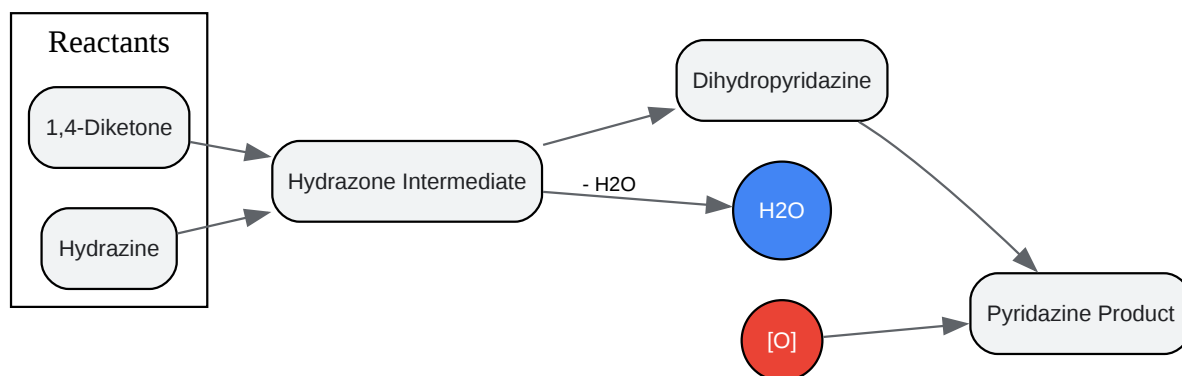 Reactants
1,4-Diketone
Hydrazine
Hydrazone Intermediate
- H2O
Dihydropyridazine
H2O
[O]
Pyridazine Product